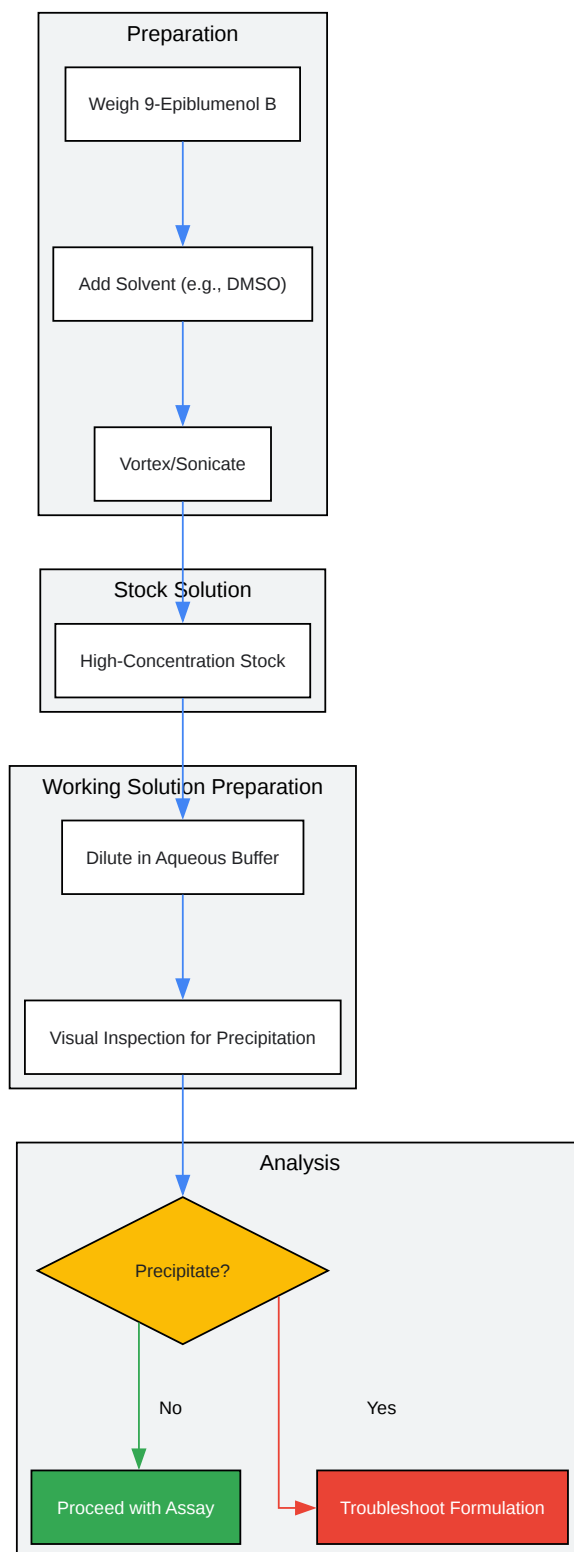 Preparation
Weigh 9-Epiblumenol B
Add Solvent (e.g., DMSO)
Vortex/Sonicate
Stock Solution
High-Concentration Stock
Working Solution Preparation
Dilute in Aqueous Buffer
Visual Inspection for Precipitation
Analysis
Precipitate?
No
Yes
Proceed with Assay
Troubleshoot Formulation